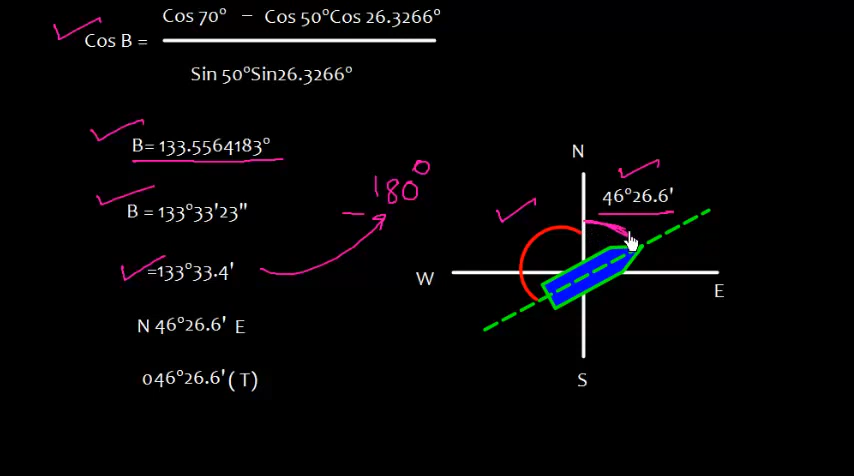 Cos B =
Cos 70° – Cos 50°Cos 26.3266°
Sin 50°Sin26.3266°
B= 133.5564183°
B = 133°33'23"
– 180°
=133°33.4'
N 46°26.6' E
046°26.6'( T)
N
46°26.6'
W
E
S